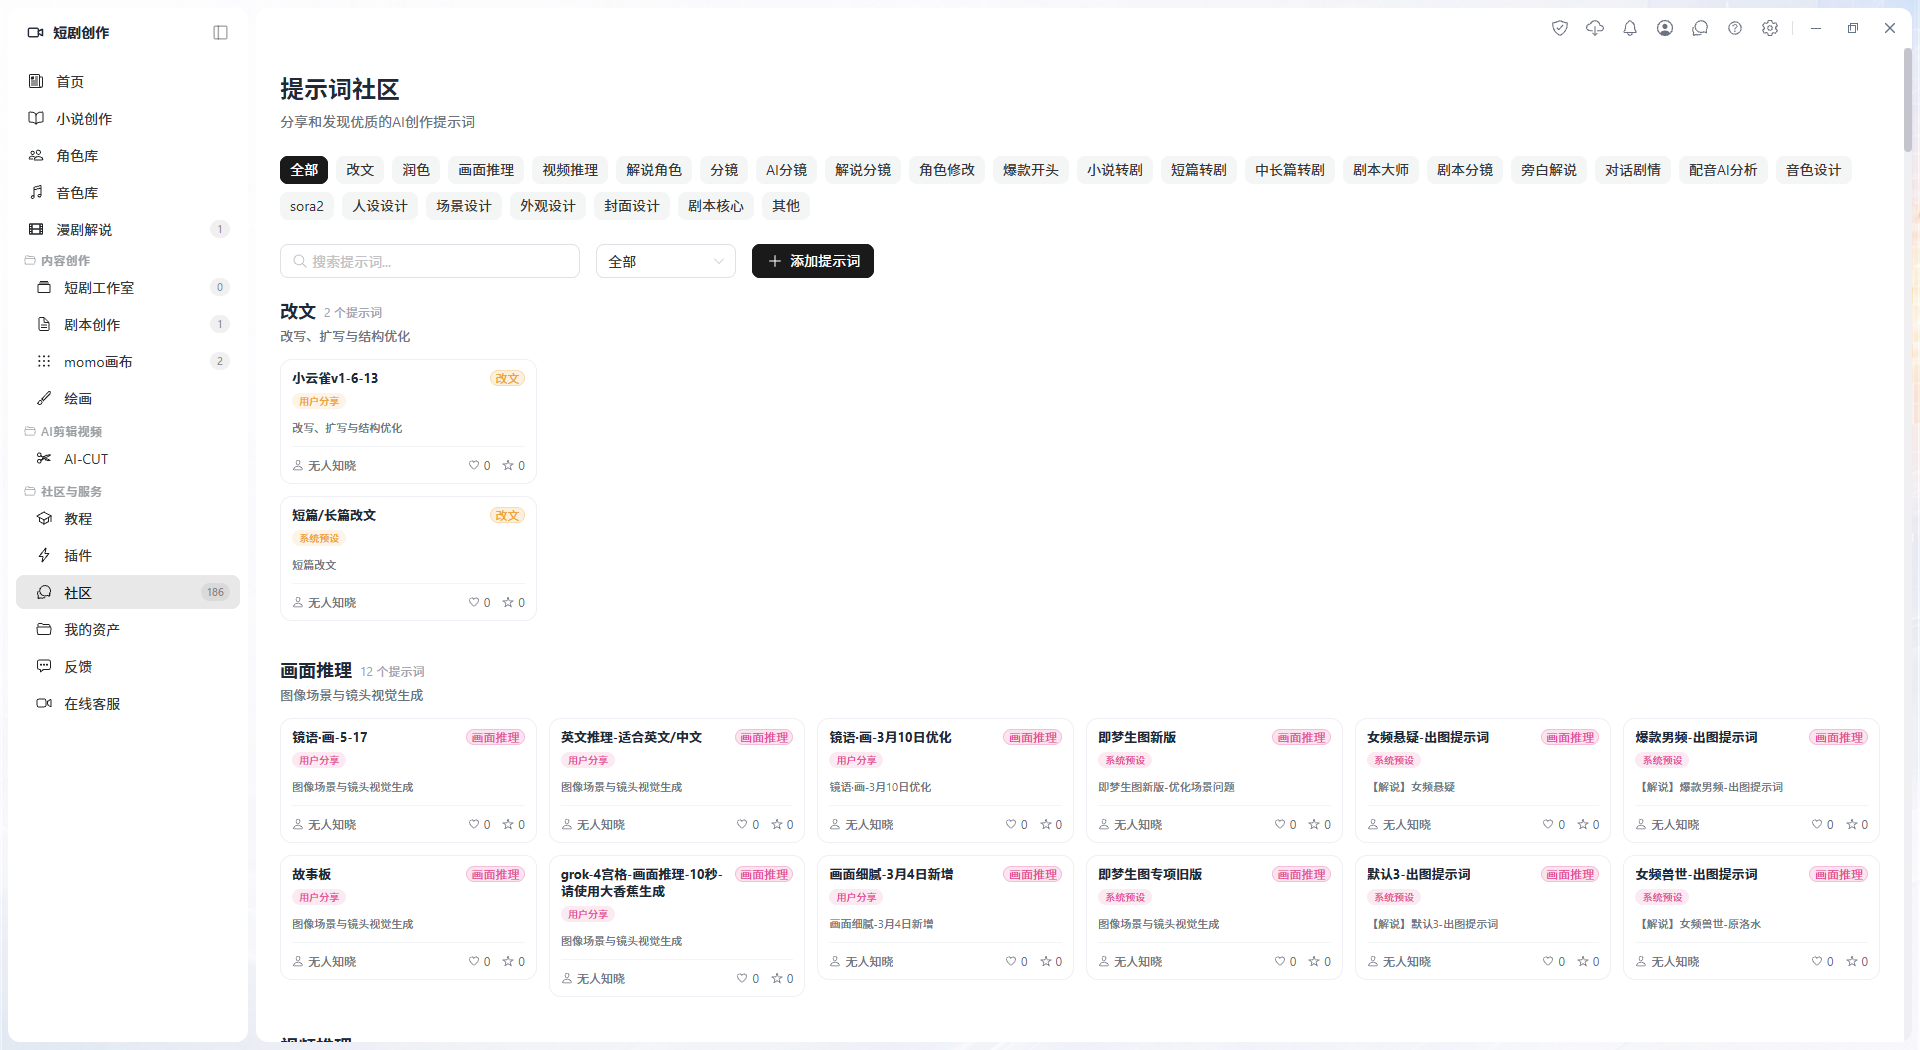 短剧创作
首页
小说创作
角色库
音色库
漫剧解说 1
内容创作
短剧工作室 0
剧本创作 1
momo画布 2
绘画
AI剪辑视频
AI-CUT
社区与服务
教程
插件
社区 186
我的资产
反馈
在线客服
提示词社区
分享和发现优质的AI创作提示词
全部 改文 润色 画面推理 视频推理 解说角色 分镜 AI分镜 解说分镜 角色修改 爆款开头 小说转剧 短篇转剧 中长篇转剧 剧本大师 剧本分镜 旁白解说 对话剧情 配音AI分析 音色设计
sora2 人设设计 场景设计 外观设计 封面设计 剧本核心 其他
搜索提示词... 全部 添加提示词
改文 2 个提示词
改写、扩写与结构优化
小云雀v1-6-13 改文
用户分享
改写、扩写与结构优化
无人知晓 0 0
短篇/长篇改文 改文
系统预设
短篇改文
无人知晓 0 0
画面推理 12 个提示词
图像场景与镜头视觉生成
镜语·画-5-17 画面推理
用户分享
图像场景与镜头视觉生成
无人知晓 0 0
英文推理-适合英文/中文 画面推理
用户分享
图像场景与镜头视觉生成
无人知晓 0 0
镜语·画-3月10日优化 画面推理
用户分享
镜语·画-3月10日优化
无人知晓 0 0
即梦生图新版 画面推理
系统预设
即梦生图新版-优化场景问题
无人知晓 0 0
女频悬疑-出图提示词 画面推理
系统预设
【解说】女频悬疑
无人知晓 0 0
爆款男频-出图提示词 画面推理
系统预设
【解说】爆款男频-出图提示词
无人知晓 0 0
故事板 画面推理
用户分享
图像场景与镜头视觉生成
无人知晓 0 0
grok-4宫格-画面推理-10秒- 画面推理
请使用大香蕉生成
用户分享
图像场景与镜头视觉生成
无人知晓 0 0
画面细腻-3月4日新增 画面推理
用户分享
画面细腻-3月4日新增
无人知晓 0 0
即梦生图专项旧版 画面推理
系统预设
图像场景与镜头视觉生成
无人知晓 0 0
默认3-出图提示词 画面推理
系统预设
【解说】默认3-出图提示词
无人知晓 0 0
女频兽世-出图提示词 画面推理
系统预设
【解说】女频兽世-原洛水
无人知晓 0 0